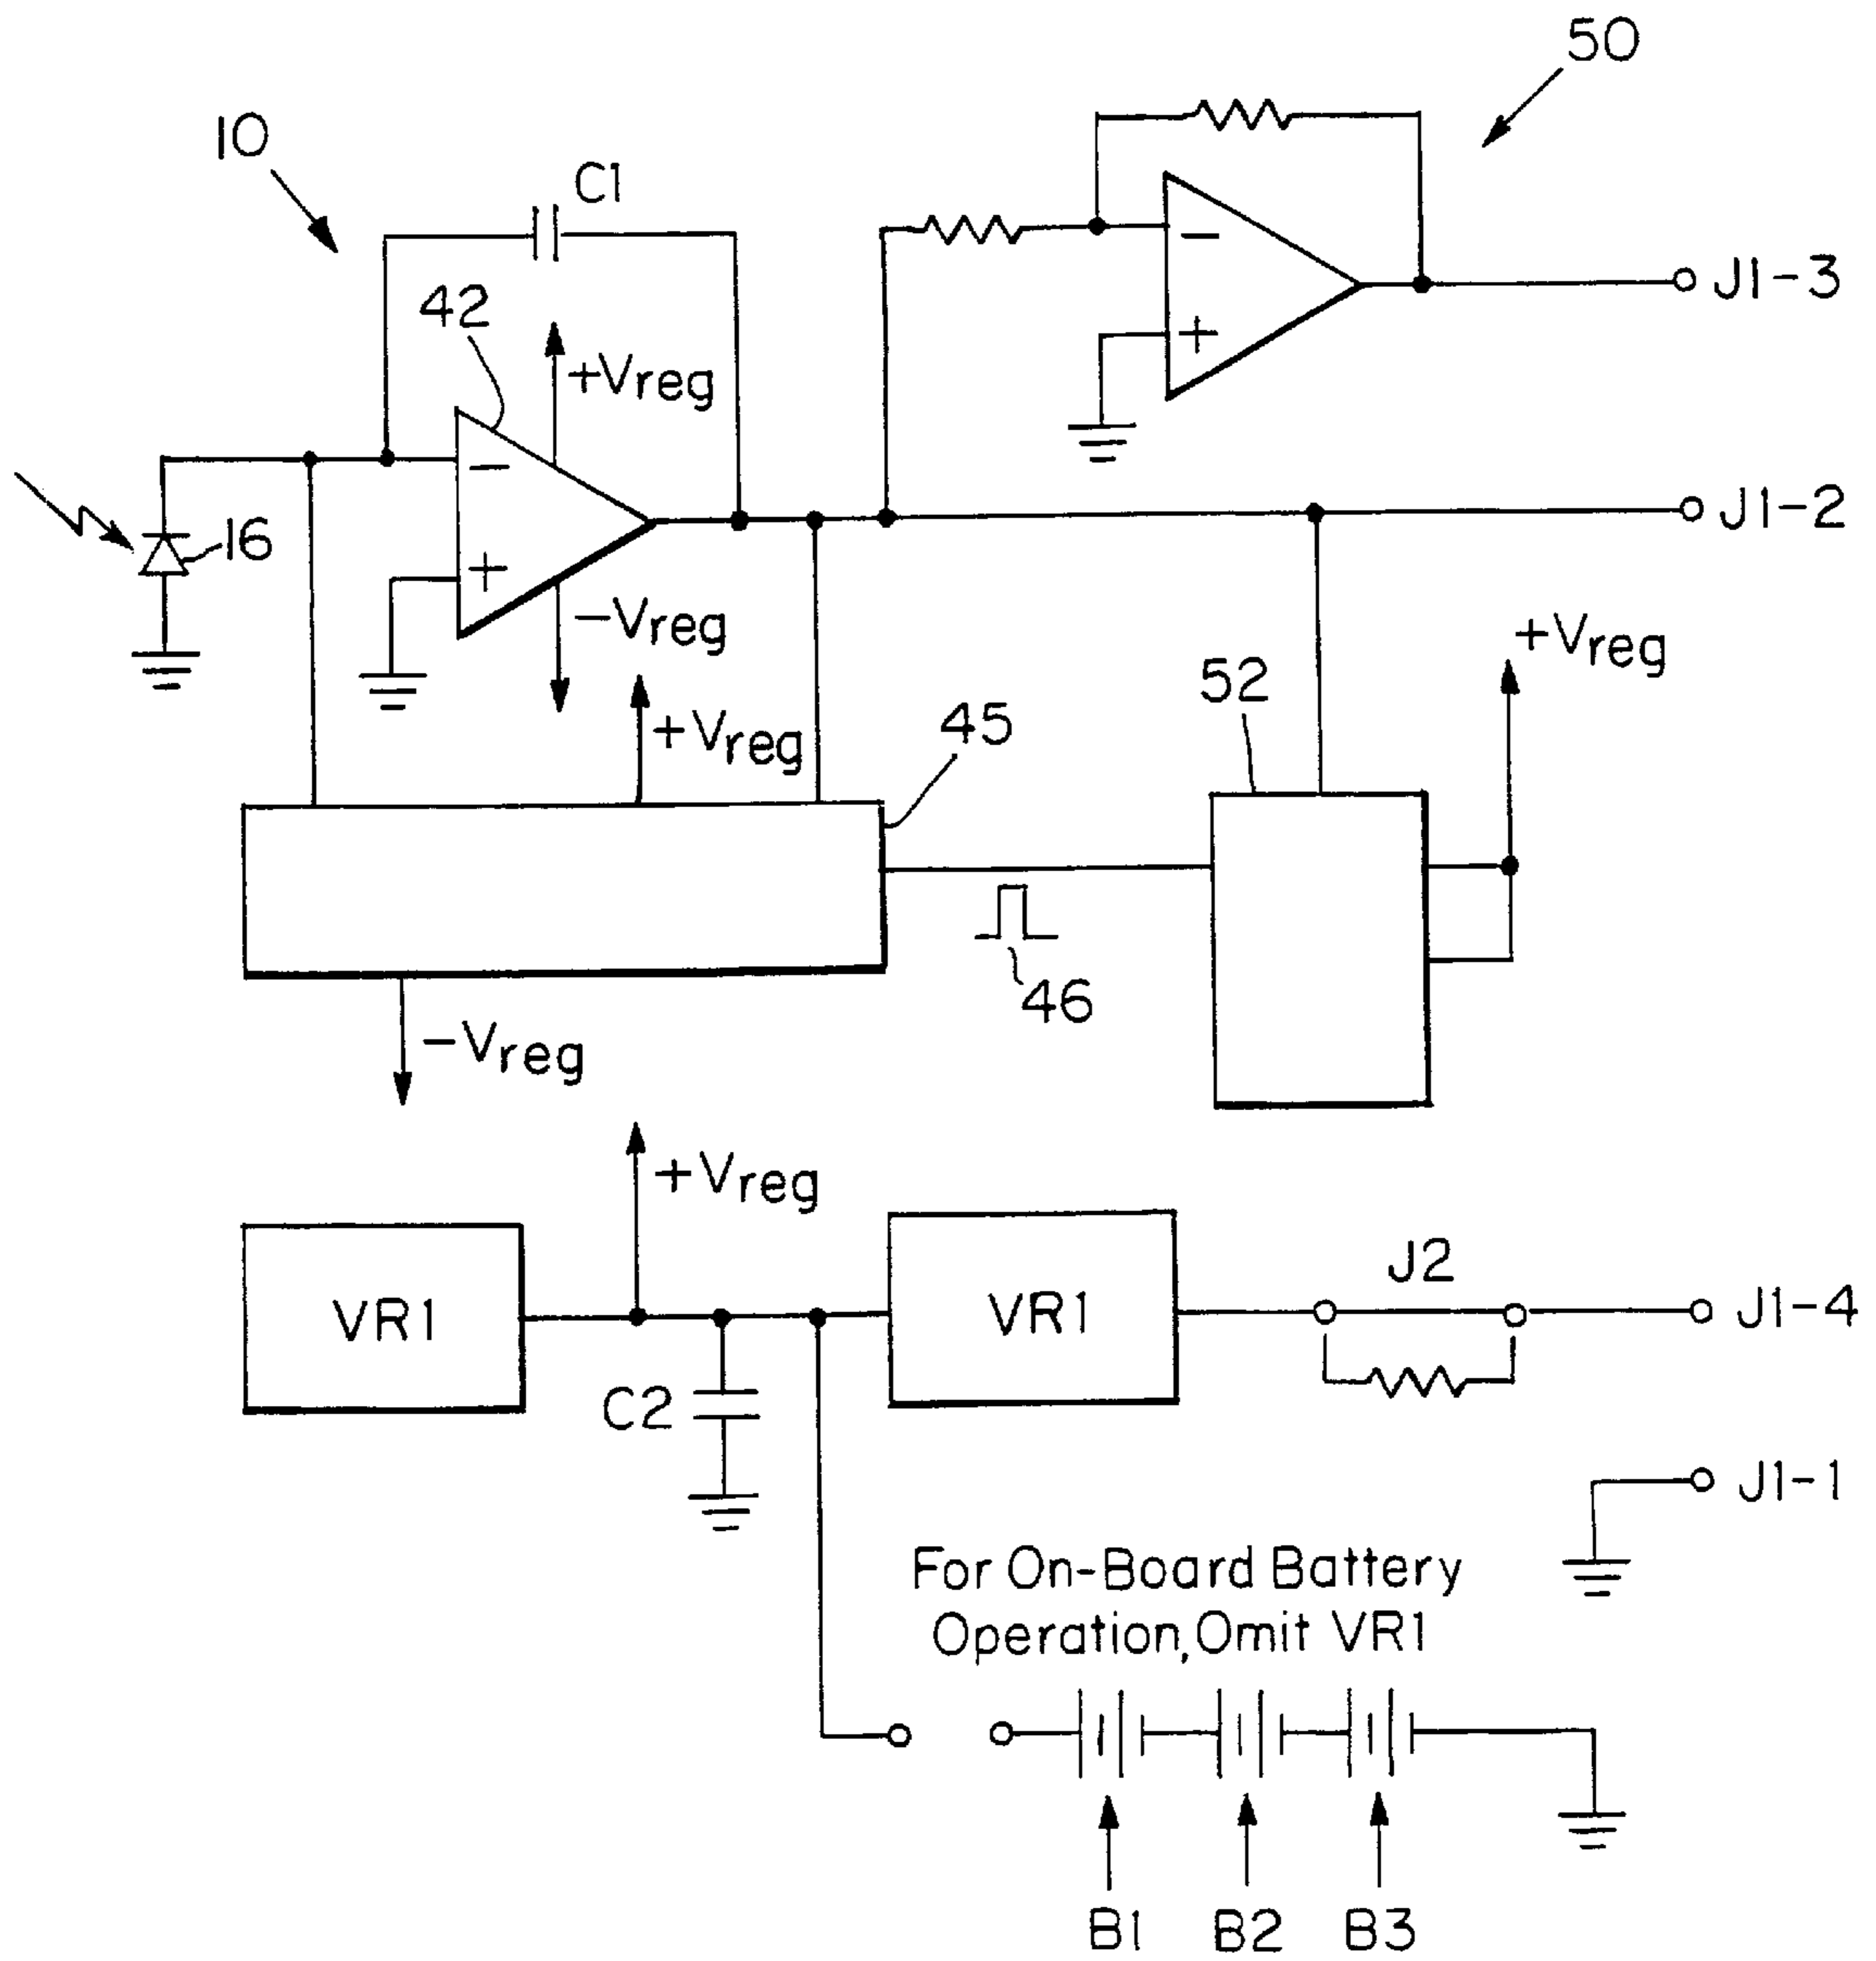 50
10
C1
J1-3
42
+Vreg
−
+
−
+
J1-2
16
−Vreg
+Vreg
52
45
+Vreg
46
−Vreg
+Vreg
VR1
VR1
J2
J1-4
C2
J1-1
For On-Board Battery
Operation, Omit VR1
B1 B2 B3